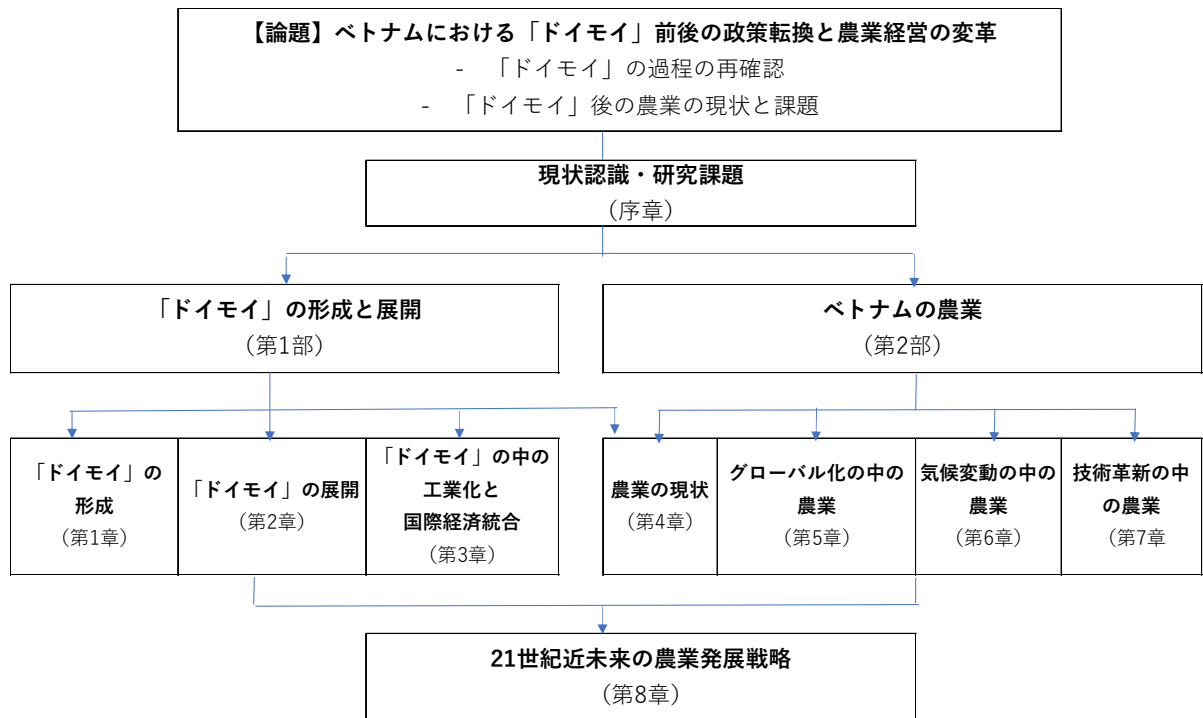 【論題】ベトナムにおける「ドイモイ」前後の政策転換と農業経営の変革
- 「ドイモイ」の過程の再確認
- 「ドイモイ」後の農業の現状と課題
現状認識・研究課題
（序章）
「ドイモイ」の形成と展開
（第1部）
ベトナムの農業
（第2部）
「ドイモイ」の
形成
（第1章）
「ドイモイ」の展開
（第2章）
「ドイモイ」の中の
工業化と
国際経済統合
（第3章）
農業の現状
（第4章）
グローバル化の中の
農業
（第5章）
気候変動の中の
農業
（第6章）
技術革新の中
の農業
（第7章
21世紀近未来の農業発展戦略
（第8章）